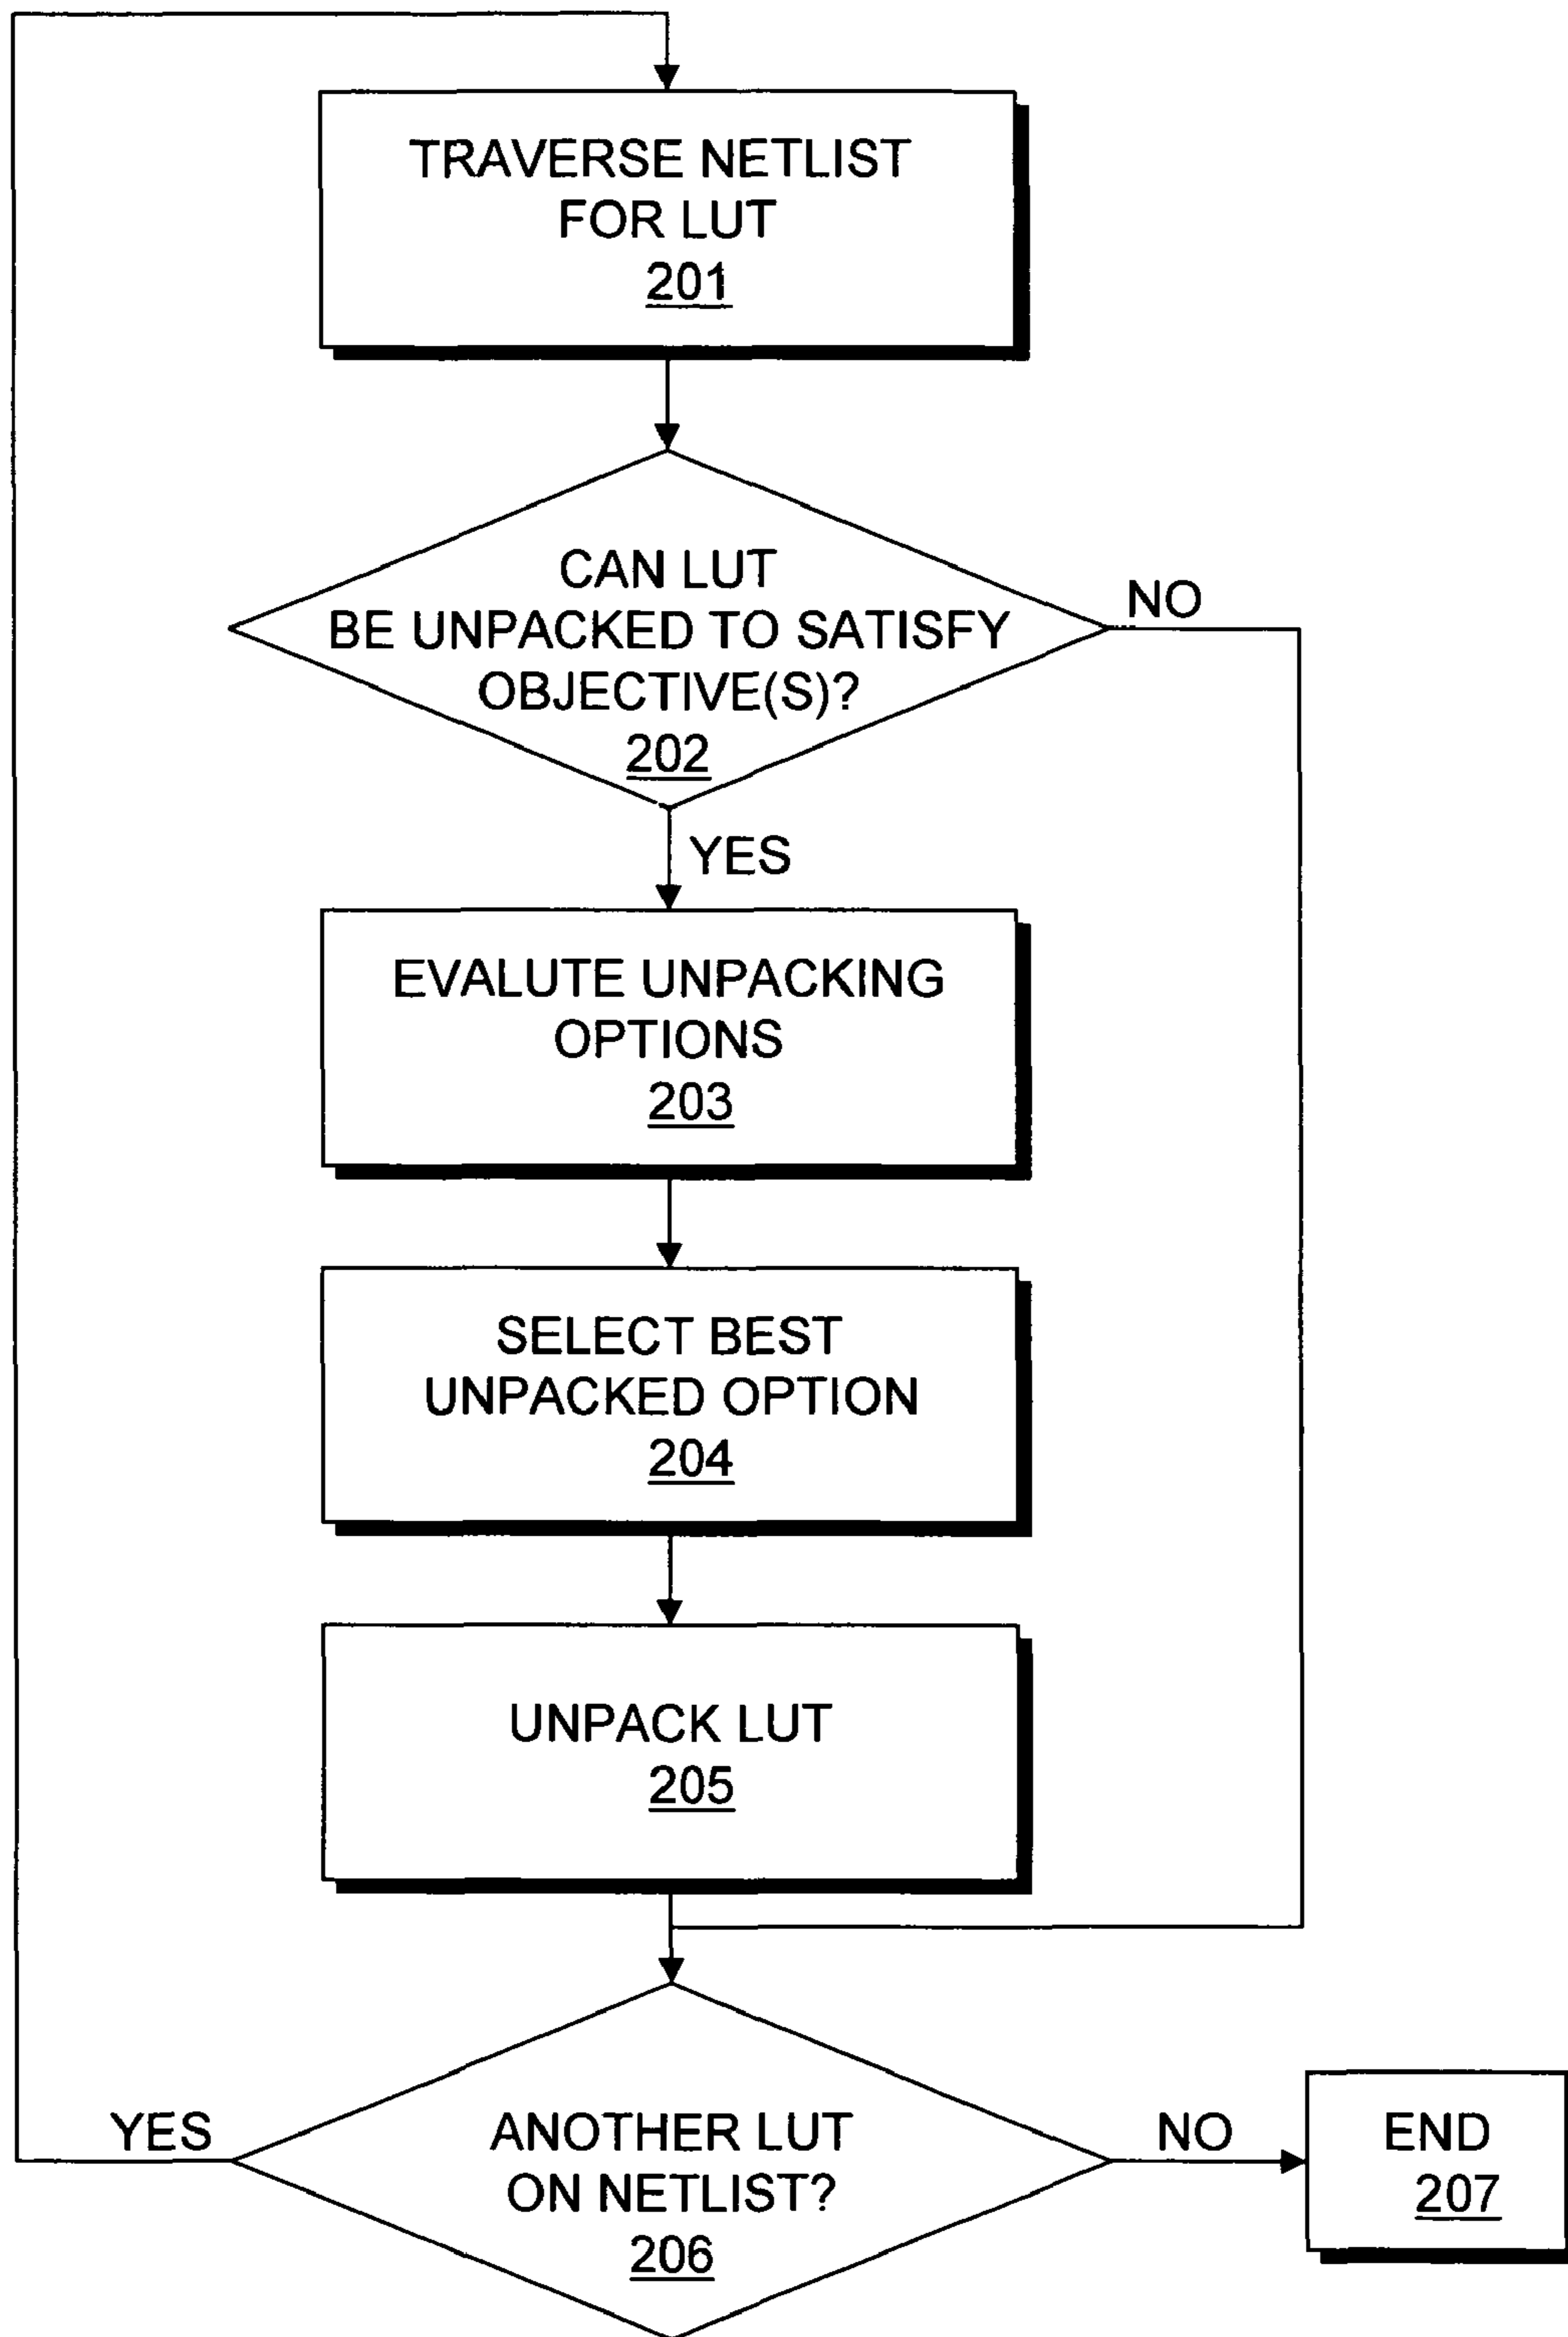 TRAVERSE NETLIST
FOR LUT
201
CAN LUT
BE UNPACKED TO SATISFY
OBJECTIVE(S)?
202
NO
YES
EVALUTE UNPACKING
OPTIONS
203
SELECT BEST
UNPACKED OPTION
204
UNPACK LUT
205
YES
ANOTHER LUT
ON NETLIST?
206
NO
END
207